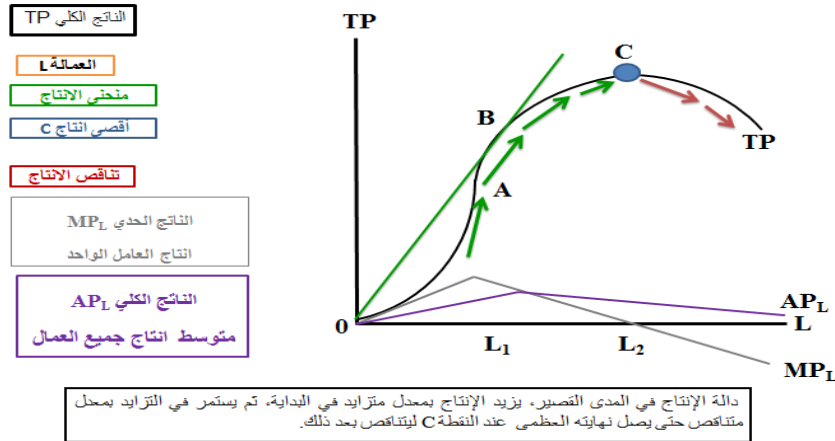 الناتج الكلي TP
العمالة L
منحنى الانتاج
أقصى انتاج C
تناقص الانتاج
الناتج الحدي MPL
انتاج العامل الواحد
الناتج الكلي APL
متوسط انتاج جميع العمال
TP
C
B
TP
A
0
APL
L
L1
L2
MPL
دالة الإنتاج في المدى القصير، يزيد الإنتاج بمعدل متزايد في البداية، ثم يستمر في التزايد بمعدل
متناقص حتى يصل نهايته العظمى عند النقطة C ليتناقص بعد ذلك.